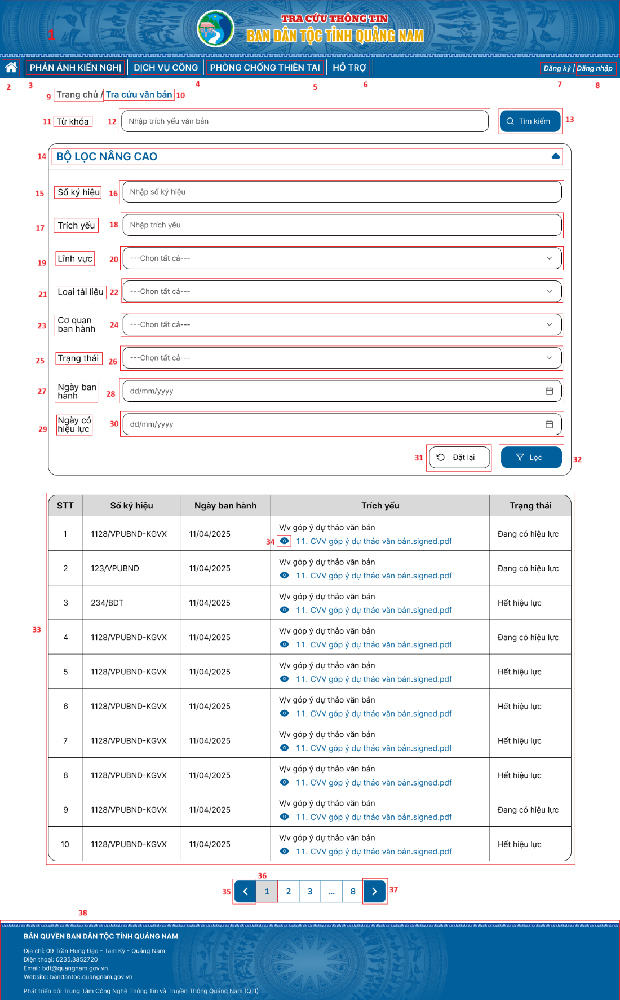 TRA CỨU THÔNG TIN
BAN DÂN TỘC TỈNH QUẢNG NAM
1
PHẢN ÁNH KIẾN NGHỊ
DỊCH VỤ CÔNG
PHÒNG CHỐNG THIÊN TAI
HỖ TRỢ
Đăng ký | Đăng nhập
2 3 4 5 6 7 8
9 Trang chủ / Tra cứu văn bản 10
11 Từ khóa 12 Nhập trích yếu văn bản Tìm kiếm 13
14 BỘ LỌC NÂNG CAO
15 Số ký hiệu 16 Nhập số ký hiệu
17 Trích yếu 18 Nhập trích yếu
19 Lĩnh vực 20 ---Chọn tất cả---
21 Loại tài liệu 22 ---Chọn tất cả---
23 Cơ quan
ban hành 24 ---Chọn tất cả---
25 Trạng thái 26 ---Chọn tất cả---
27 Ngày ban
hành 28 dd/mm/yyyy
29 Ngày có
hiệu lực 30 dd/mm/yyyy
31 Đặt lại Lọc 32
STT Số ký hiệu Ngày ban hành Trích yếu Trạng thái
1 1128/VPUBND-KGVX 11/04/2025 V/v góp ý dự thảo văn bản Đang có hiệu lực
34 11. CVV góp ý dự thảo văn bản.signed.pdf
2 123/VPUBND 11/04/2025 V/v góp ý dự thảo văn bản Đang có hiệu lực
11. CVV góp ý dự thảo văn bản.signed.pdf
3 234/BDT 11/04/2025 V/v góp ý dự thảo văn bản Hết hiệu lực
11. CVV góp ý dự thảo văn bản.signed.pdf
33
4 1128/VPUBND-KGVX 11/04/2025 V/v góp ý dự thảo văn bản Đang có hiệu lực
11. CVV góp ý dự thảo văn bản.signed.pdf
5 1128/VPUBND-KGVX 11/04/2025 V/v góp ý dự thảo văn bản Hết hiệu lực
11. CVV góp ý dự thảo văn bản.signed.pdf
6 1128/VPUBND-KGVX 11/04/2025 V/v góp ý dự thảo văn bản Hết hiệu lực
11. CVV góp ý dự thảo văn bản.signed.pdf
7 1128/VPUBND-KGVX 11/04/2025 V/v góp ý dự thảo văn bản Hết hiệu lực
11. CVV góp ý dự thảo văn bản.signed.pdf
8 1128/VPUBND-KGVX 11/04/2025 V/v góp ý dự thảo văn bản Hết hiệu lực
11. CVV góp ý dự thảo văn bản.signed.pdf
9 1128/VPUBND-KGVX 11/04/2025 V/v góp ý dự thảo văn bản Đang có hiệu lực
11. CVV góp ý dự thảo văn bản.signed.pdf
10 1128/VPUBND-KGVX 11/04/2025 V/v góp ý dự thảo văn bản Hết hiệu lực
11. CVV góp ý dự thảo văn bản.signed.pdf
36
35 1 2 3 ... 8 37
38
BẢN QUYỀN BAN DÂN TỘC TỈNH QUẢNG NAM
Địa chỉ: 09 Trần Hưng Đạo - Tam Kỳ - Quảng Nam
Điện thoại: 0235.3852720
Email: bdt@quangnam.gov.vn
Website: bandantoc.quangnam.gov.vn
Phát triển bởi Trung Tâm Công Nghệ Thông Tin và Truyền Thông Quảng Nam (QTI)